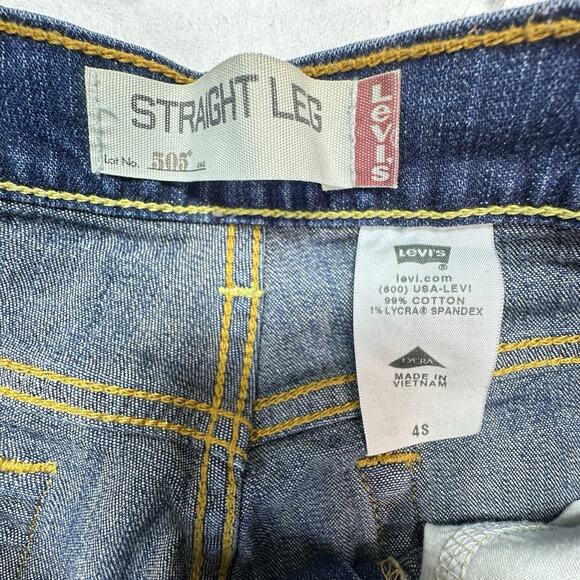 STRAIGHT LEG
Lot No. 505
Levi's
LEVI'S
®
levi.com
(800) USA-LEVI
99% COTTON
1% LYCRA® SPANDEX
LYCRA
MADE IN
VIETNAM
4S